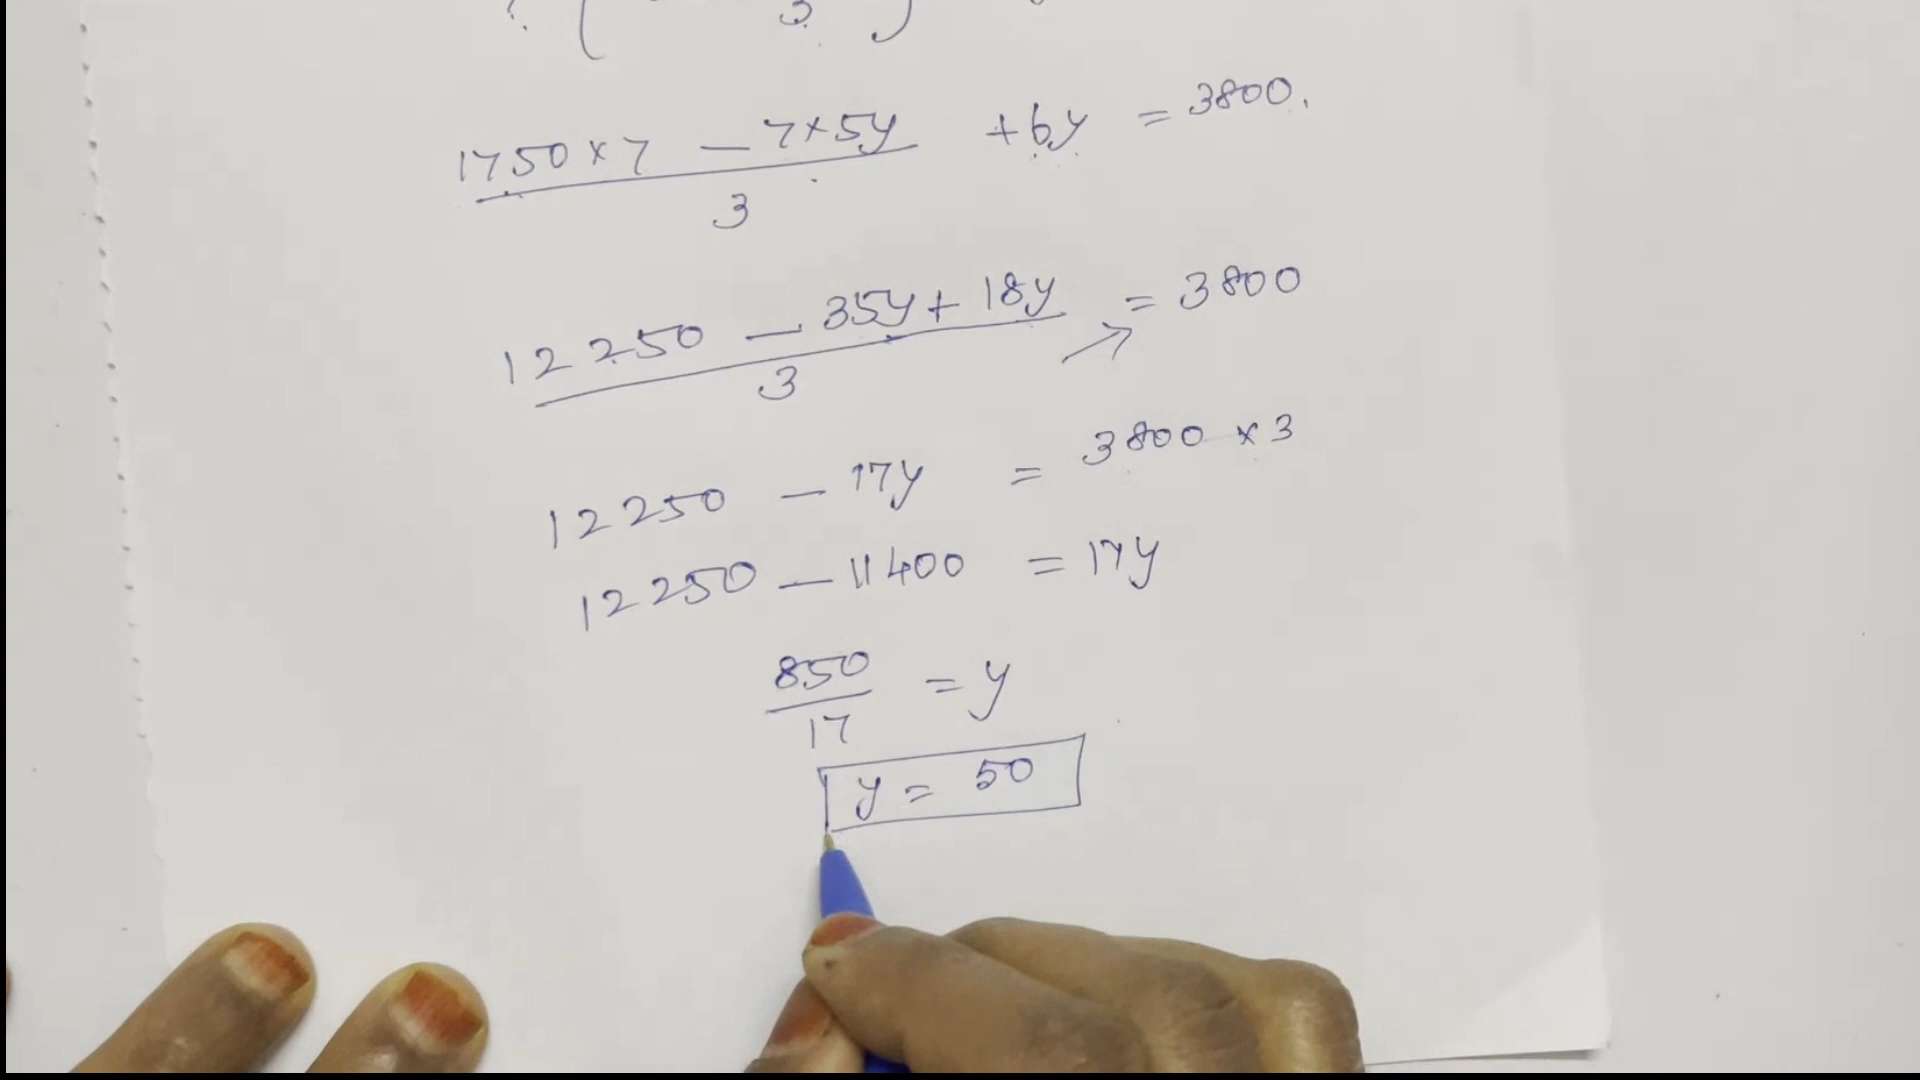 3
1750 × 7 - 7 × 5y + 6y = 3800.
3
12250 - 35y + 18y = 3800
3
12250 - 17y = 3800 × 3
12250 - 11400 = 17y
850
17 = y
y = 50